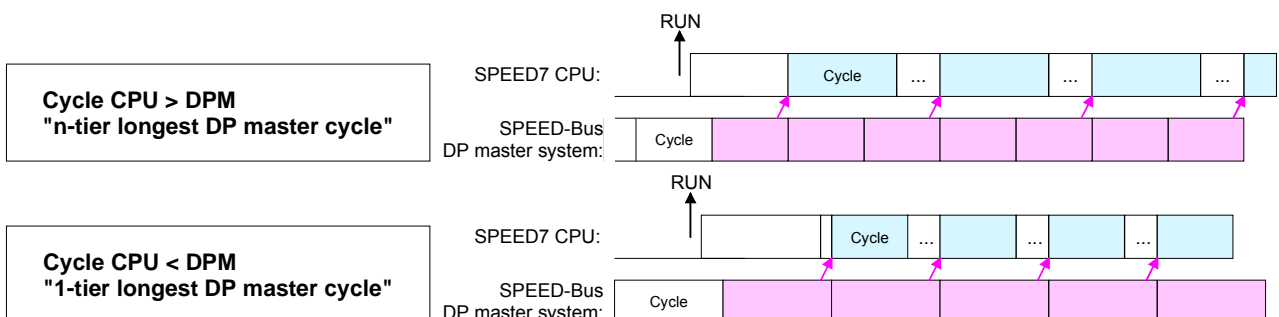 RUN
Cycle CPU > DPM
"n-tier longest DP master cycle"
SPEED7 CPU:
Cycle ... ... ...
SPEED-Bus
DP master system:
Cycle
RUN
Cycle CPU < DPM
"1-tier longest DP master cycle"
SPEED7 CPU:
Cycle ... ... ...
SPEED-Bus
DP master system:
Cycle